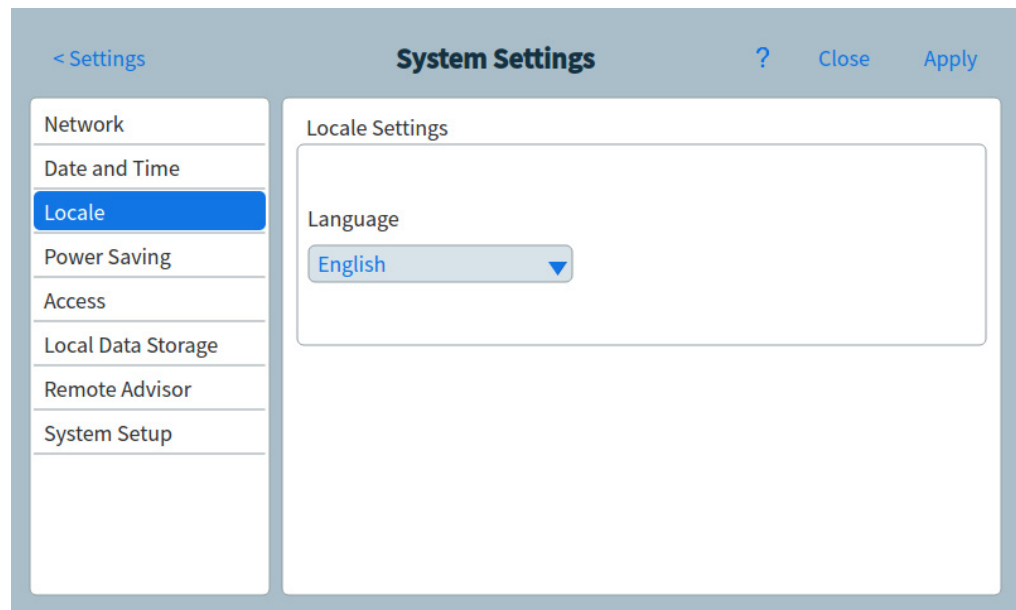 < Settings
System Settings
?
Close
Apply
Network
Date and Time
Locale
Power Saving
Access
Local Data Storage
Remote Advisor
System Setup
Locale Settings
Language
English